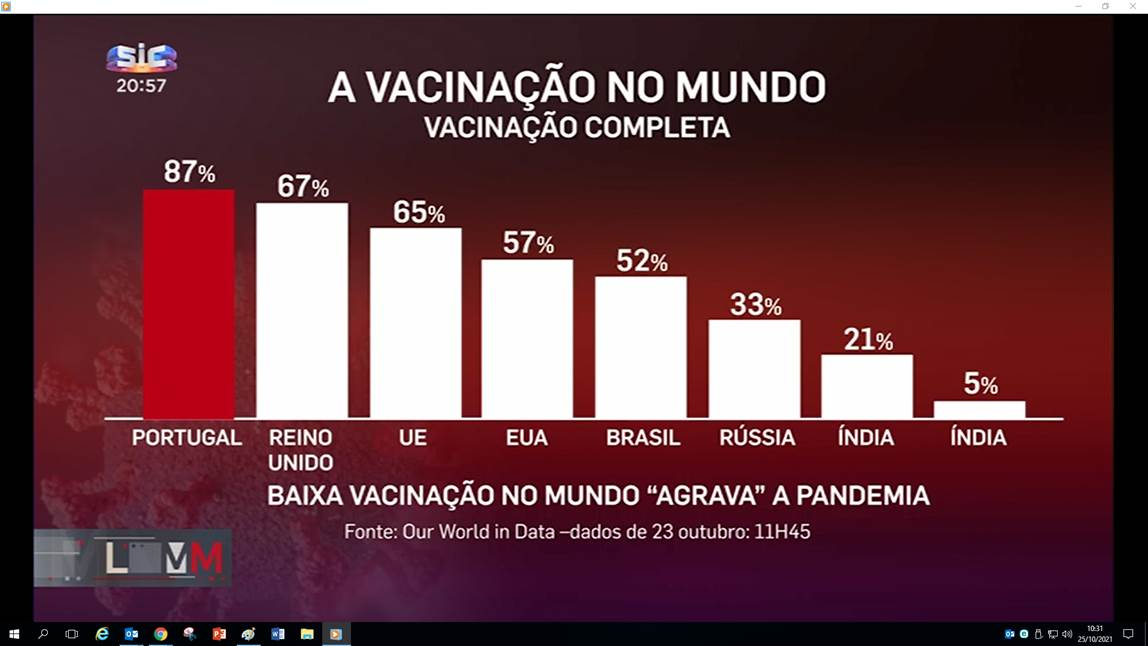 SIC
20:57
A VACINAÇÃO NO MUNDO
VACINAÇÃO COMPLETA
87%
67%
65%
57%
52%
33%
21%
5%
PORTUGAL
REINO
UNIDO
UE
EUA
BRASIL
RÚSSIA
ÍNDIA
ÍNDIA
BAIXA VACINAÇÃO NO MUNDO “AGRAVA” A PANDEMIA
Fonte: Our World in Data –dados de 23 outubro: 11H45
10:31
25/10/2021